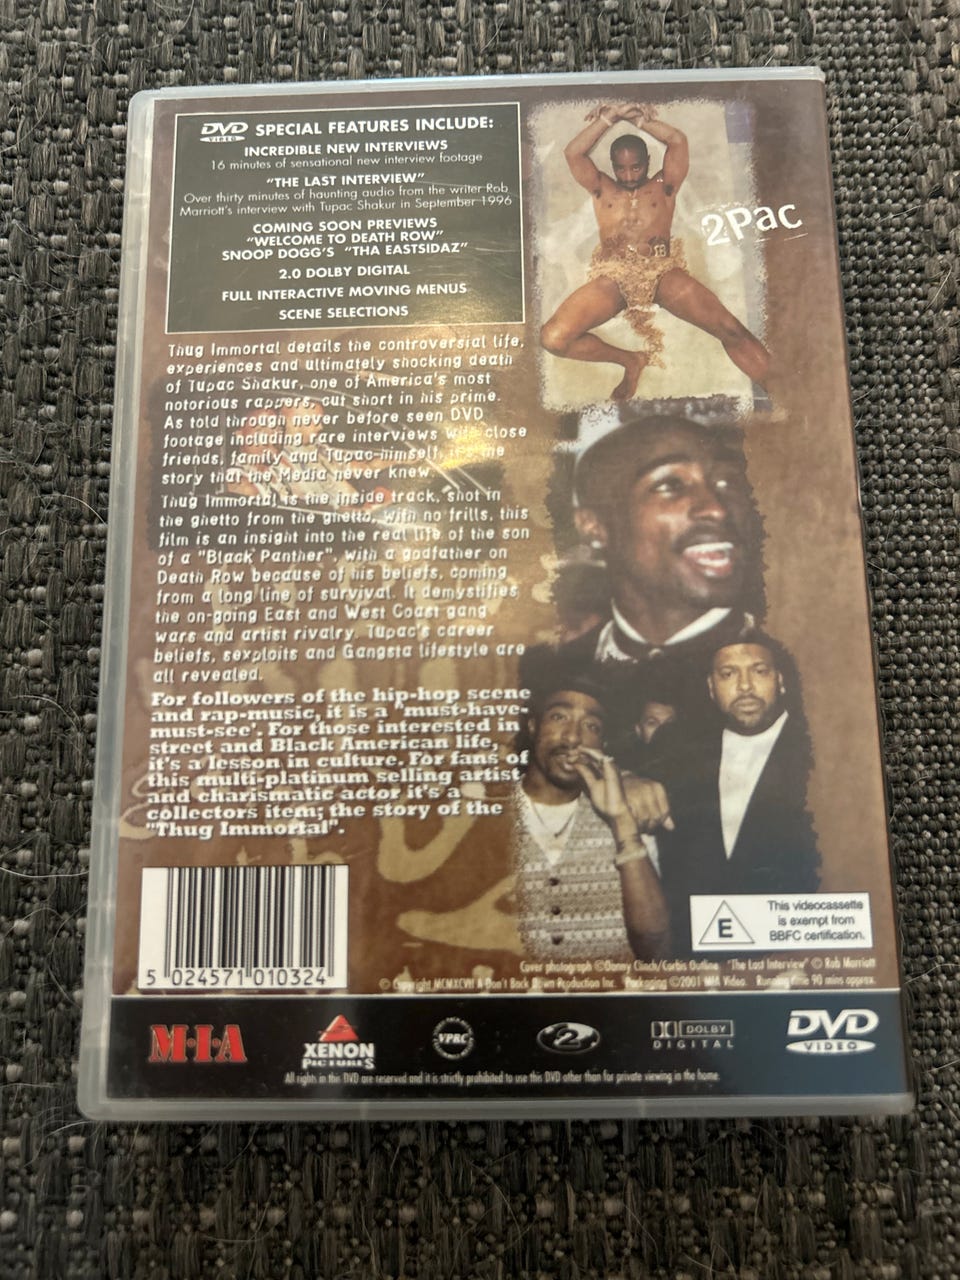 DVD VIDEO SPECIAL FEATURES INCLUDE:
INCREDIBLE NEW INTERVIEWS
16 minutes of sensational new interview footage
"THE LAST INTERVIEW"
Over thirty minutes of haunting audio from the writer Rob
Marriott's interview with Tupac Shakur in September 1996
COMING SOON PREVIEWS
"WELCOME TO DEATH ROW"
SNOOP DOGG'S "THA EASTSIDAZ"
2.0 DOLBY DIGITAL
FULL INTERACTIVE MOVING MENUS
SCENE SELECTIONS
2Pac
Thug Immortal details the controversial life,
experiences and ultimately shocking death
of Tupac Shakur, one of America's most
notorious rappers, cut short in his prime.
As told through never before seen DVD
footage including rare interviews with close
friends, family and Tupac himself, it's the
story that the Media never knew.
Thug Immortal is the inside track, shot in
the ghetto from the ghetto, with no frills, this
film is an insight into the real life of the son
of a "Black Panther", with a godfather on
Death Row because of his beliefs, coming
from a long line of survival. It demystifies
the on-going East and West Coast gang
wars and artist rivalry. Tupac's career
beliefs, sexploits and Gangsta lifestyle are
all revealed.
For followers of the hip-hop scene
and rap-music, it is a "must-have-
must-see'. For those interested in
street and Black American life,
it's a lesson in culture. For fans of
this multi-platinum selling artist
and charismatic actor it's a
collectors item; the story of the
"Thug Immortal".
E
This videocassette
is exempt from
BBFC certification.
5 024571 010324
Cover photograph ©Danny Clinch/Corbis Outline "The Last Interview" © Rob Marriott
© Copyright MCMXCVII A Don't Back Down Production Inc. Packaging ©2001 MIA Video. Running time 90 mins approx.
M·I·A
XENON
PICTURES
VPRC
2
DOLBY
DIGITAL
DVD
VIDEO
All rights in this DVD are reserved and it is strictly prohibited to use this DVD other than for private viewing in the home.